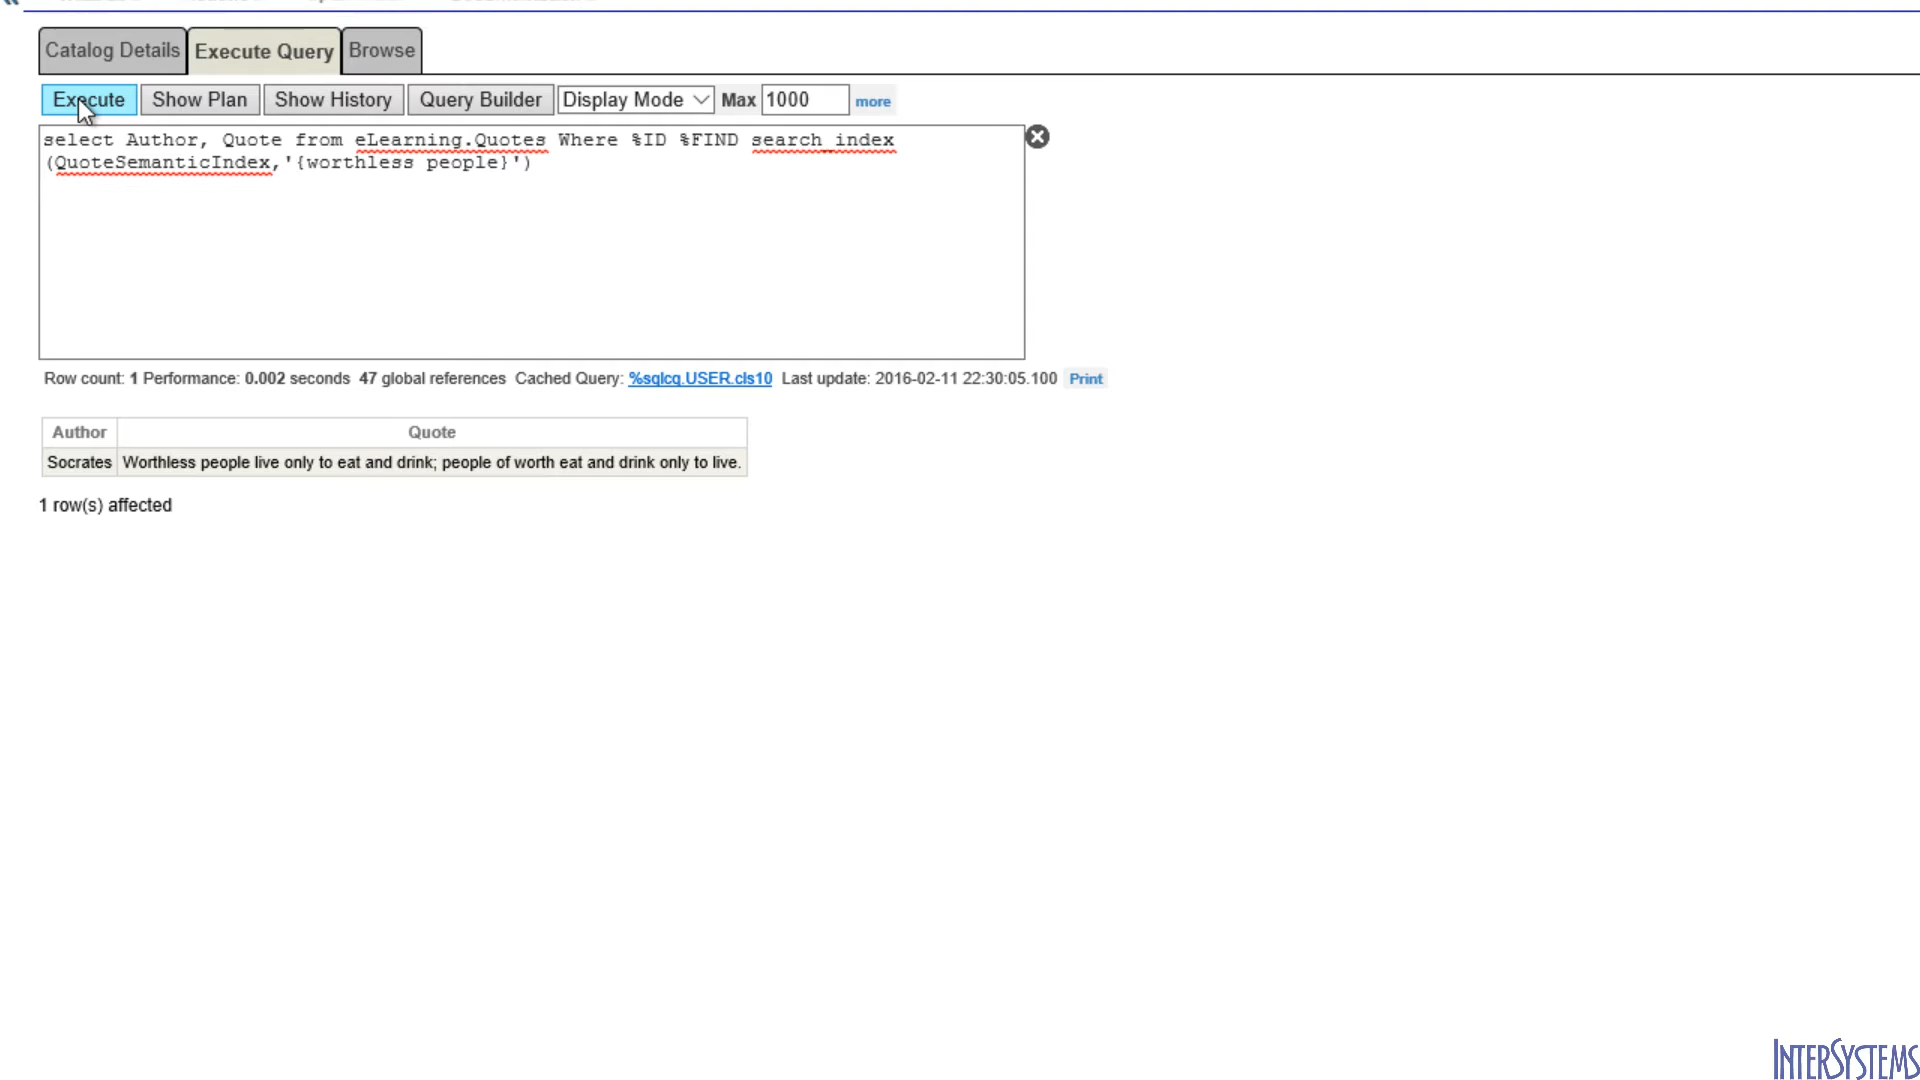 Catalog Details Execute Query Browse
Execute Show Plan Show History Query Builder Display Mode Max 1000 more
select Author, Quote from eLearning.Quotes Where %ID %FIND search_index
(QuoteSemanticIndex,'{worthless people}')
Row count: 1 Performance: 0.002 seconds 47 global references Cached Query: %sqlcq.USER.cls10 Last update: 2016-02-11 22:30:05.100 Print
Author Quote
Socrates Worthless people live only to eat and drink; people of worth eat and drink only to live.
1 row(s) affected
INTERSYSTEMS